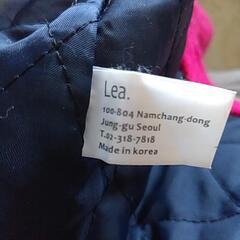 Lea.
100-804 Namchang-dong
Jung-gu Seoul
T.02-318-7818
Made in korea